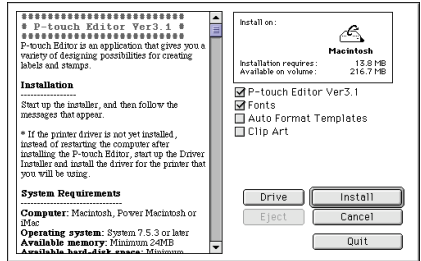 # P-touch Editor Ver3.1 #
P-touch Editor is an application that gives you a
variety of designing possibilities for creating
labels and stamps.
Installation
--------------------
Start up the installer, and then follow the
messages that appear.
* If the printer driver is not yet installed,
instead of restarting the computer after
installing the P-touch Editor, start up the Driver
Installer and install the driver for the printer that
you will be using.
System Requirements
------------------------------
Computer: Macintosh, Power Macintosh or
iMac
Operating system: System 7.5.3 or later
Available memory: Minimum 24MB
Available hard-disk space: Minimum
Install on:
Macintosh
Installation requires: 13.8 MB
Available on volume: 216.7 MB
P-touch Editor Ver3.1
Fonts
Auto Format Templates
Clip Art
Drive
Install
Eject
Cancel
Quit